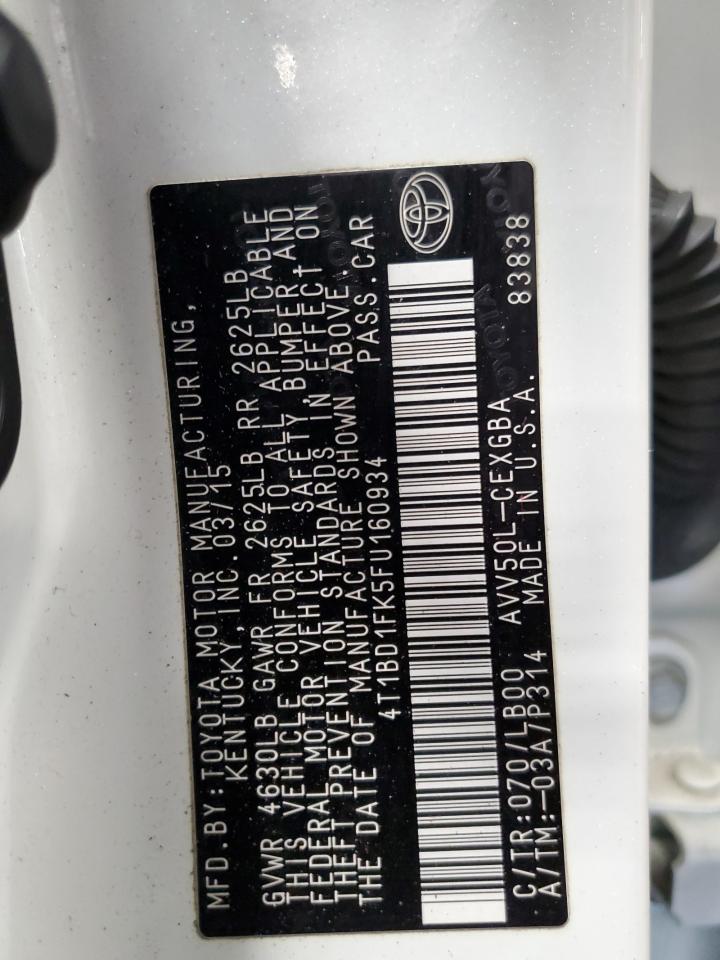 MFD.BY:TOYOTA MOTOR MANUFACTURING,
KENTUCKY, INC. 03/15
GVWR 4630LB GAWR FR 2625LB RR 2625LB
THIS VEHICLE CONFORMS TO ALL APPLICABLE
FEDERAL MOTOR VEHICLE SAFETY, BUMPER AND
THEFT PREVENTION STANDARDS IN EFFECT ON
THE DATE OF MANUFACTURE SHOWN ABOVE.
4T1BD1FK5FU160934 PASS.CAR
C/TR:070/LB00 AVV50L-CEXGBA 83838
A/TM:-03A/P314 MADE IN U.S.A.